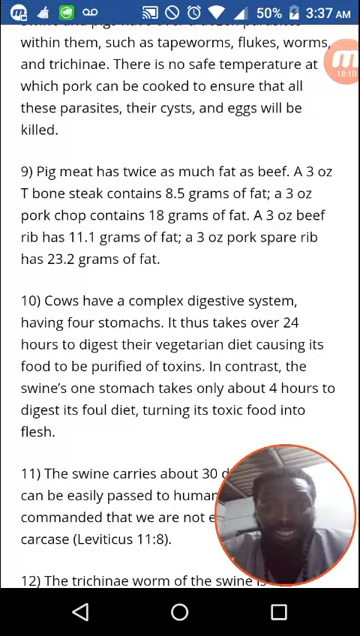 50% 3:37 AM
18:10
within them, such as tapeworms, flukes, worms,
and trichinae. There is no safe temperature at
which pork can be cooked to ensure that all
these parasites, their cysts, and eggs will be
killed.
9) Pig meat has twice as much fat as beef. A 3 oz
T bone steak contains 8.5 grams of fat; a 3 oz
pork chop contains 18 grams of fat. A 3 oz beef
rib has 11.1 grams of fat; a 3 oz pork spare rib
has 23.2 grams of fat.
10) Cows have a complex digestive system,
having four stomachs. It thus takes over 24
hours to digest their vegetarian diet causing its
food to be purified of toxins. In contrast, the
swine's one stomach takes only about 4 hours to
digest its foul diet, turning its toxic food into
flesh.
11) The swine carries about 30 d
can be easily passed to human
commanded that we are not e
carcase (Leviticus 11:8).
12) The trichinae worm of the swine is